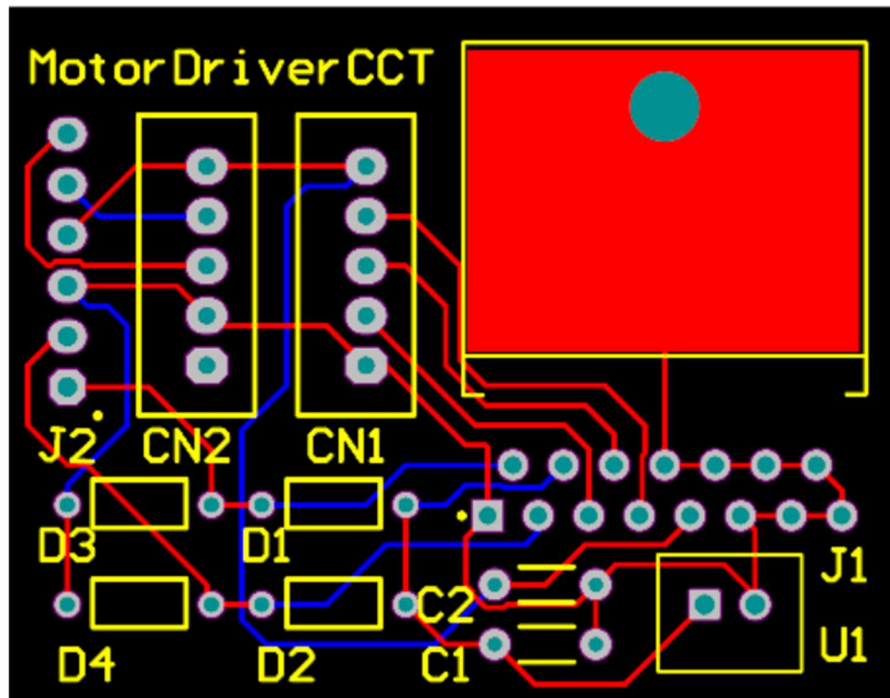 MotorDriverCCT
J2 CN2 CN1
D3 D1 J1
C2
D4 D2 C1 U1